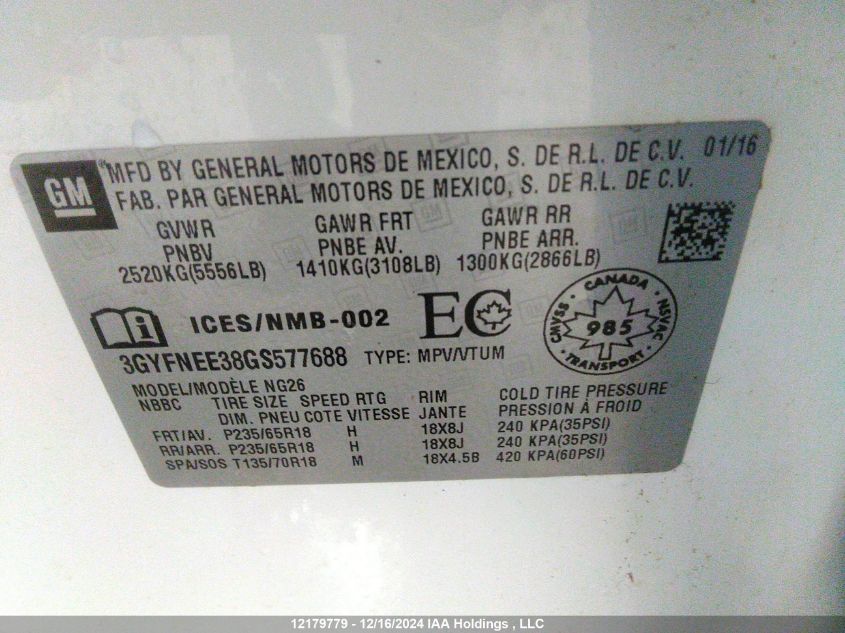 GM
® MFD BY GENERAL MOTORS DE MEXICO, S. DE R.L. DE C.V. 01/16
FAB. PAR GENERAL MOTORS DE MEXICO, S. DE R.L. DE C.V.
GVWR GAWR FRT GAWR RR
PNBV PNBE AV. PNBE ARR.
2520KG(5556LB) 1410KG(3108LB) 1300KG(2866LB)
i ICES/NMB-002 EC
CANADA
CMVSS 985 NSVAC
TRANSPORT
3GYFNEE38GS577688 TYPE: MPV/VTUM
MODEL/MODÈLE NG26
NBBC TIRE SIZE SPEED RTG RIM COLD TIRE PRESSURE
DIM. PNEU COTE VITESSE JANTE PRESSION À FROID
FRT/AV. P235/65R18 H 18X8J 240 KPA(35PSI)
RR/ARR. P235/65R18 H 18X8J 240 KPA(35PSI)
SPA/SOS T135/70R18 M 18X4.5B 420 KPA(60PSI)
12179779 - 12/16/2024 IAA Holdings , LLC